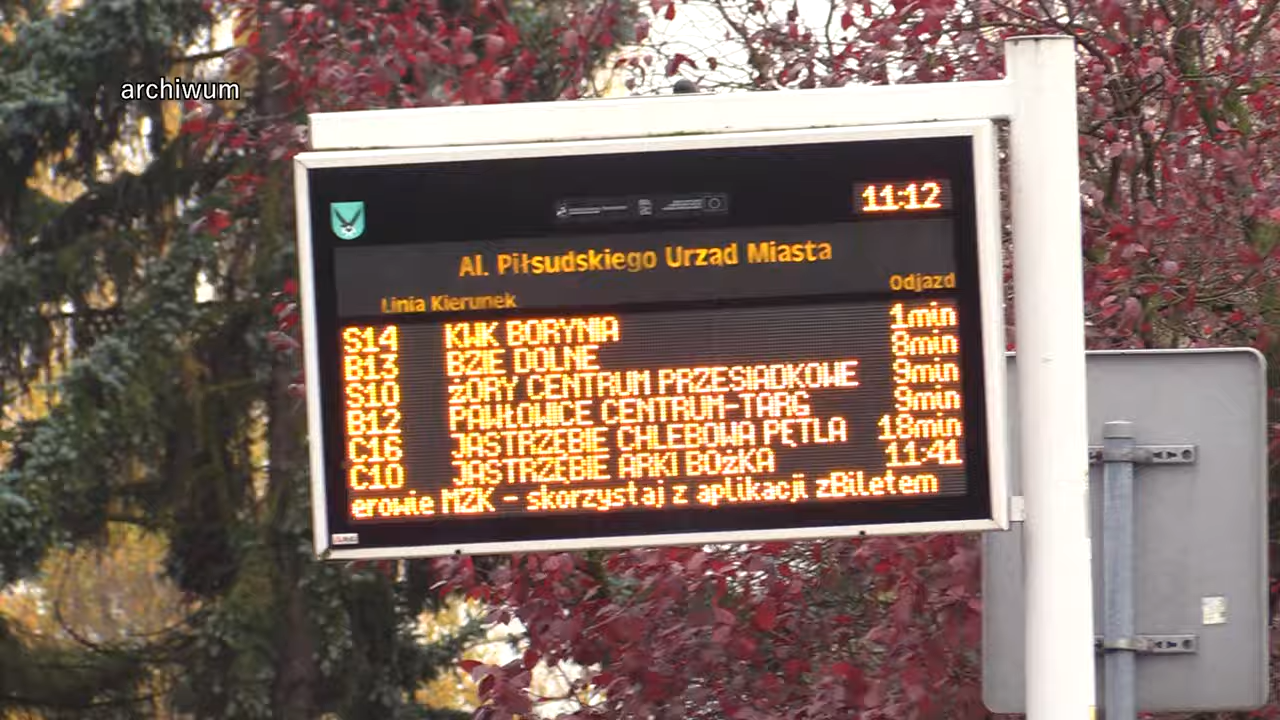 archiwum
11:12
Al. Piłsudskiego Urząd Miasta
Linia Kierunek Odjazd
S14 KWK BORYNIA 1min
B13 BZIE DOLNE 8min
S10 ŻORY CENTRUM PRZESIADKOWE 9min
B12 PAWŁOWICE CENTRUM-TARG 9min
C16 JASTRZĘBIE CHLEBOWA PĘTLA 18min
C10 JASTRZĘBIE ARKI BOżKA 11:41
erowie MZK - skorzystaj z aplikacji zBiletem